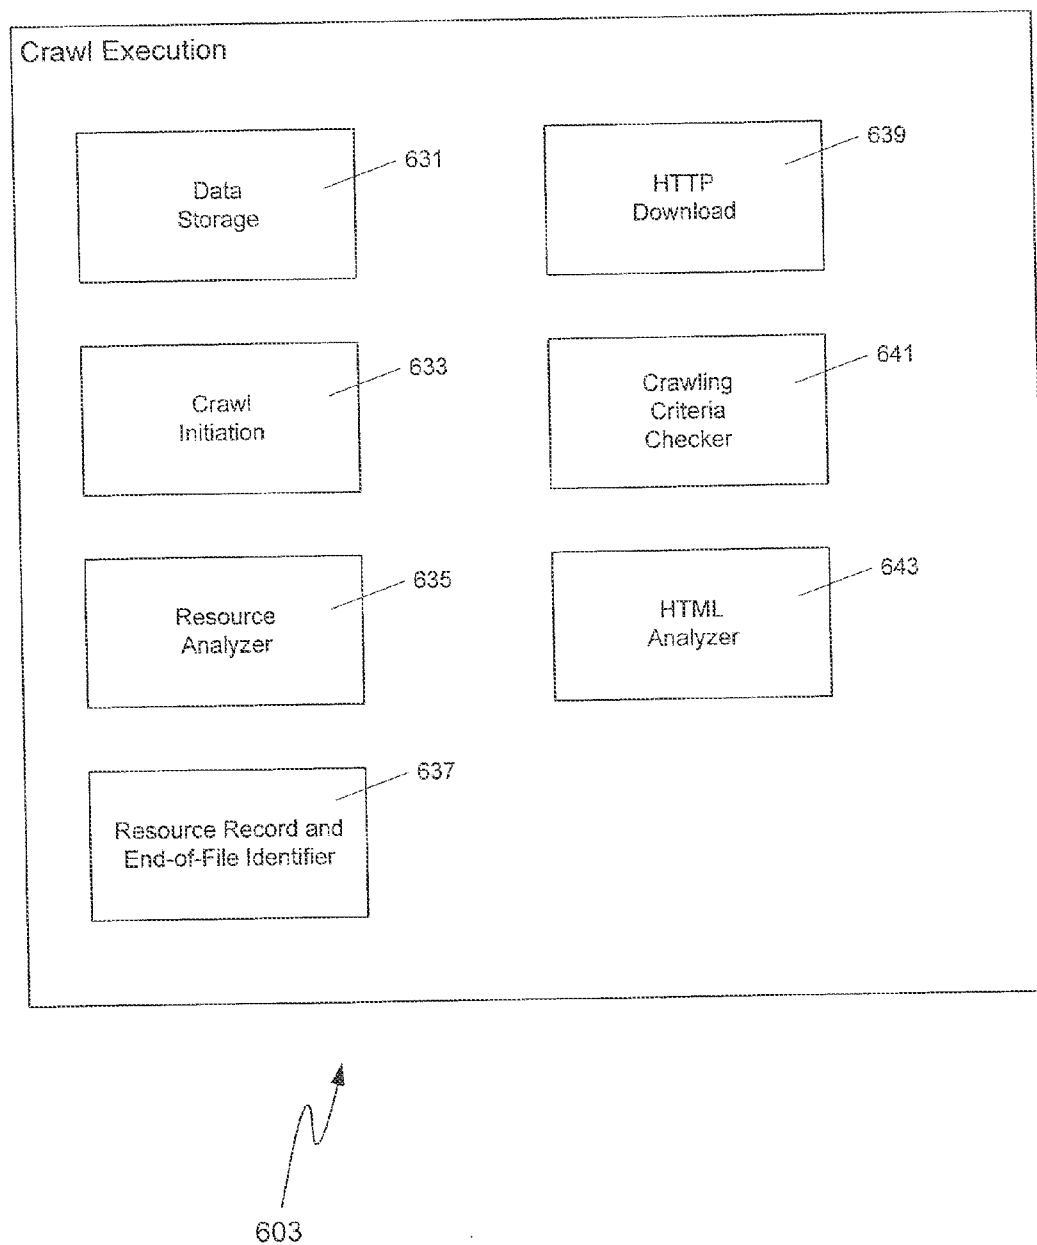 Crawl Execution
631
Data
Storage
639
HTTP
Download
633
Crawl
Initiation
641
Crawling
Criteria
Checker
635
Resource
Analyzer
643
HTML
Analyzer
637
Resource Record and
End-of-File Identifier
603